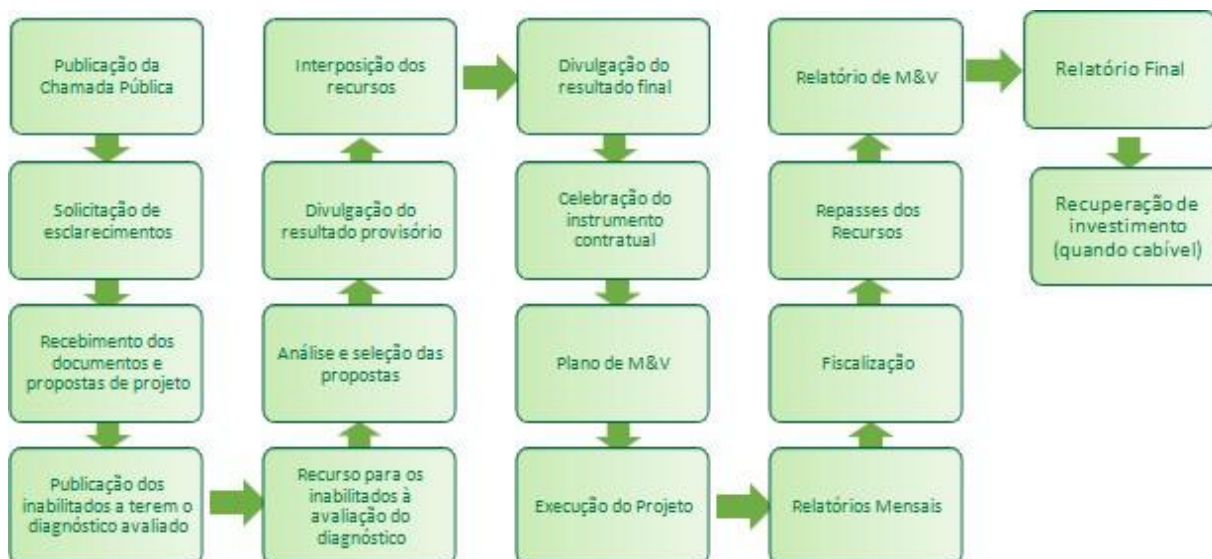 Publicação da
Chamada Pública
Solicitação de
esclarecimentos
Recebimento dos
documentos e
propostas de projeto
Publicação dos
inabilitados a terem o
diagnóstico avaliado
Recurso para os
inabilitados à
avaliação do
diagnóstico
Análise e seleção das
propostas
Divulgação do
resultado provisório
Interposição dos
recursos
Divulgação do
resultado final
Celebração do
instrumento
contratual
Plano de M&V
Execução do Projeto
Relatórios Mensais
Fiscalização
Repasses dos
Recursos
Relatório de M&V
Relatório Final
Recuperação de
investimento
(quando cabível)